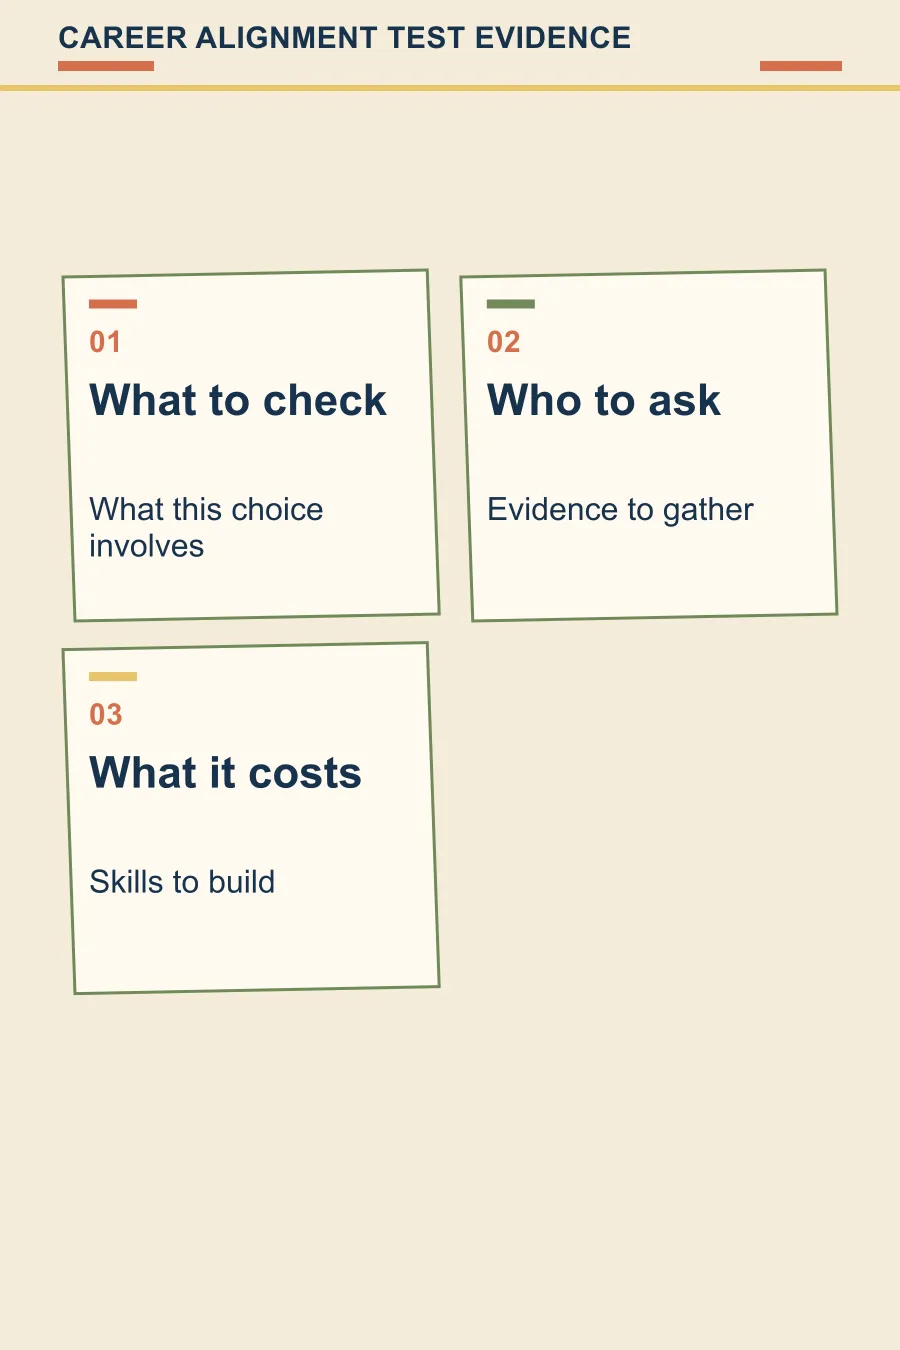 CAREER ALIGNMENT TEST EVIDENCE
01
What to check
What this choice
involves
02
Who to ask
Evidence to gather
03
What it costs
Skills to build